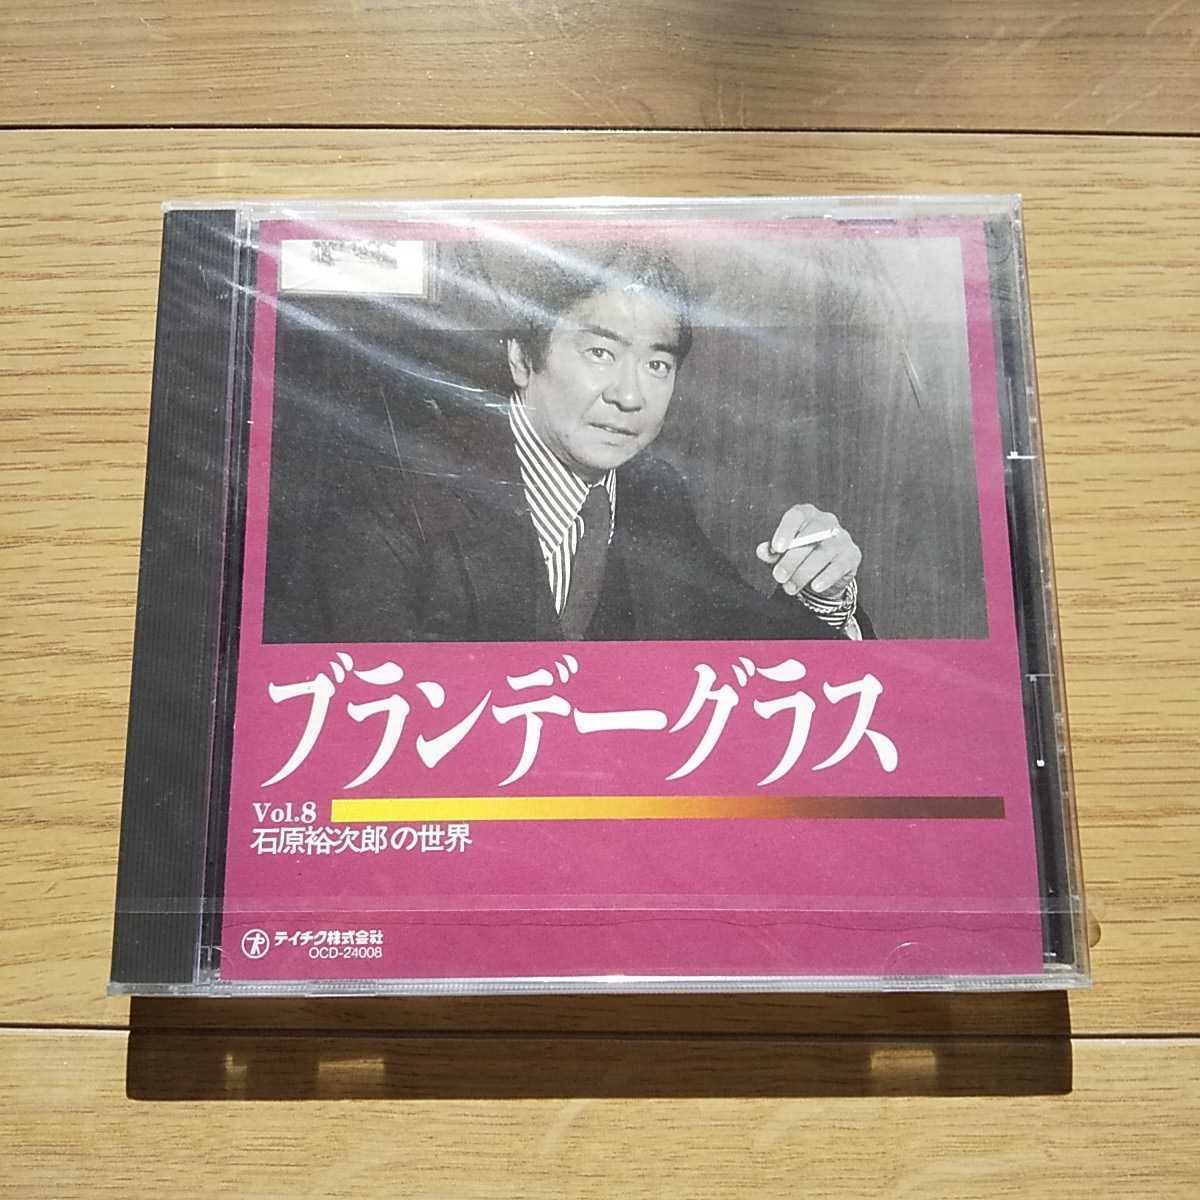 ブランデーグラス
Vol.8
石原裕次郎の世界
テイチク株式会社
OCD-24008